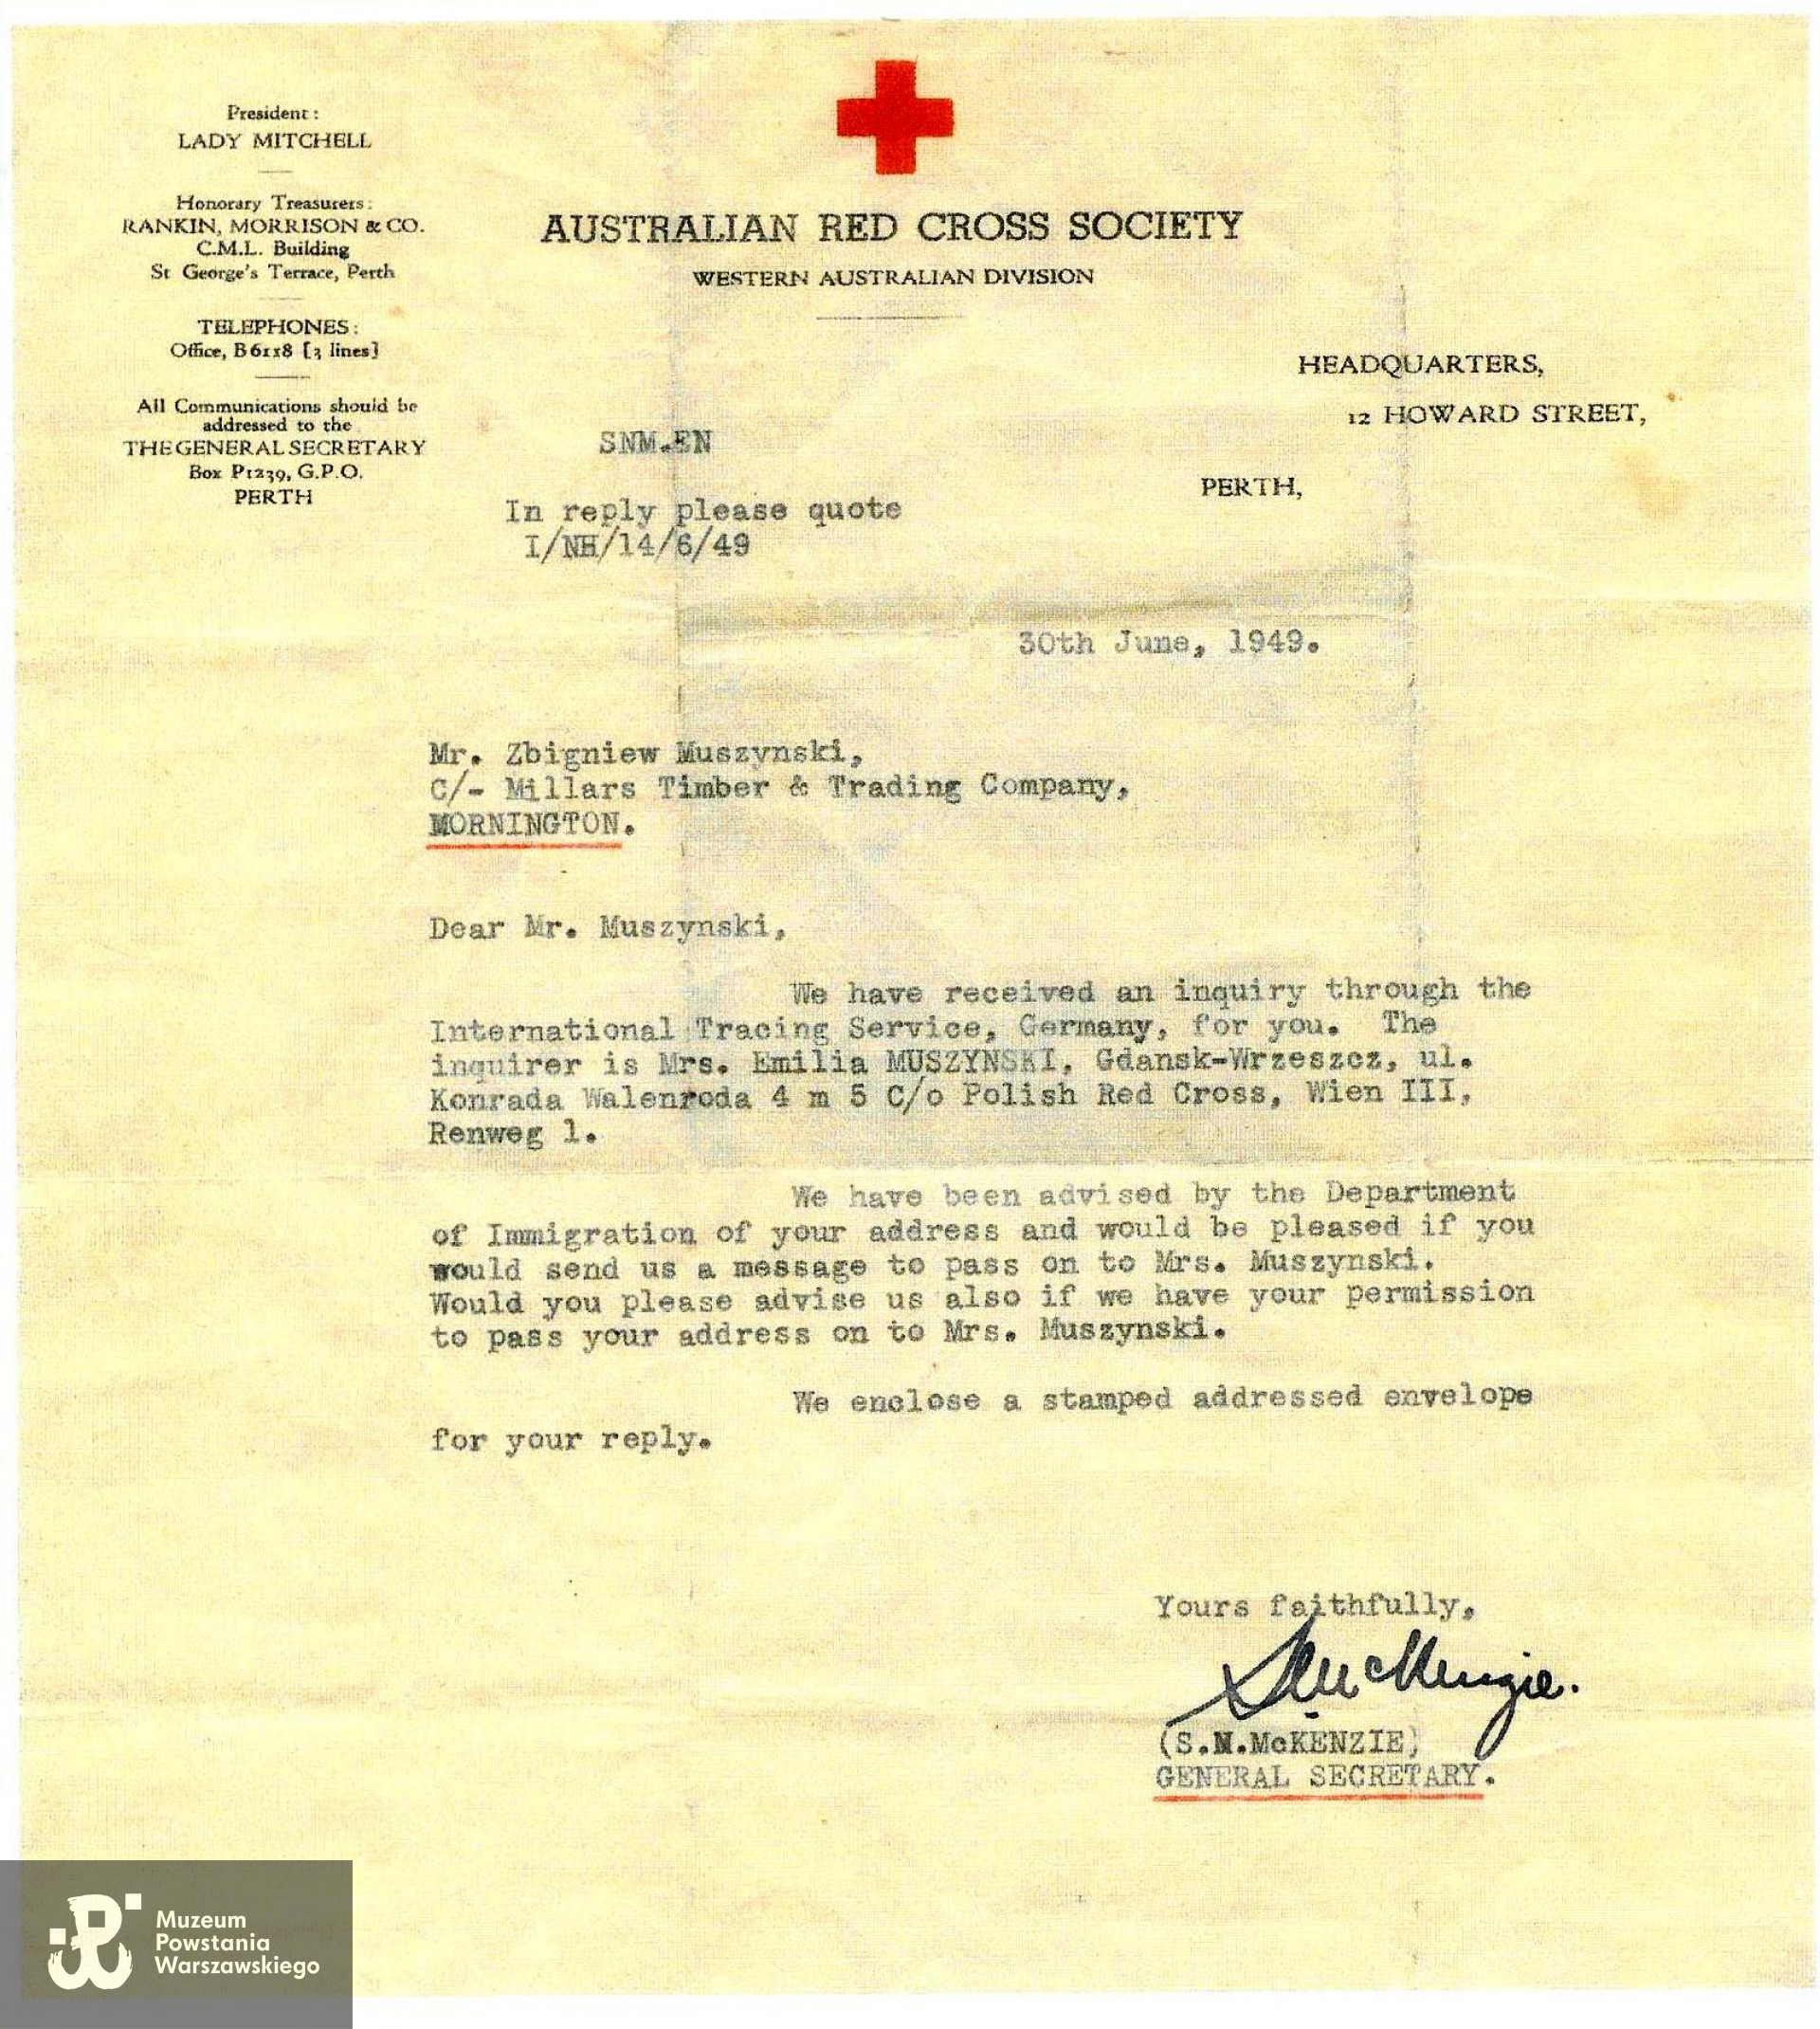 President:
LADY MITCHELL
Honorary Treasurers:
RANKIN, MORRISON & CO.
C.M.L. Building
St George's Terrace, Perth
TELEPHONES:
Office, B6118 [3 lines]
All Communications should be
addressed to the
THE GENERAL SECRETARY
Box P1239, G.P.O.
PERTH
AUSTRALIAN RED CROSS SOCIETY
WESTERN AUSTRALIAN DIVISION
HEADQUARTERS,
12 HOWARD STREET,
PERTH,
SNM.EN
In reply please quote
I/NH/14/6/49
30th June, 1949.
Mr. Zbigniew Muszynski,
C/- Millars Timber & Trading Company,
MORNINGTON.
Dear Mr. Muszynski,
We have received an inquiry through the
International Tracing Service, Germany, for you. The
inquirer is Mrs. Emilia MUSZYNSKI, Gdansk-Wrzeszcz, ul.
Konrada Walenroda 4 m 5 C/o Polish Red Cross, Wien III,
Renweg 1.
We have been advised by the Department
of Immigration of your address and would be pleased if you
would send us a message to pass on to Mrs. Muszynski.
Would you please advise us also if we have your permission
to pass your address on to Mrs. Muszynski.
We enclose a stamped addressed envelope
for your reply.
Yours faithfully,
SMcKenzie.
(S.M.McKENZIE)
GENERAL SECRETARY.
Muzeum
Powstania
Warszawskiego